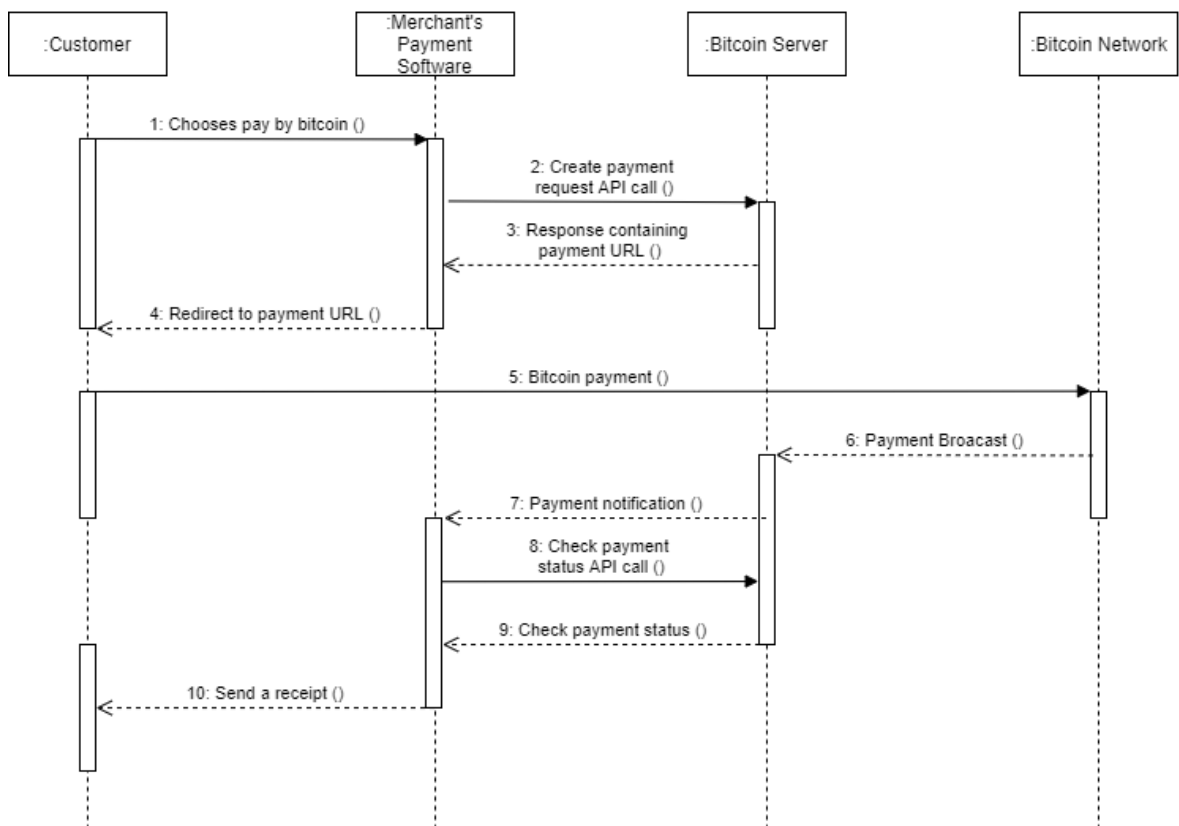 :Customer
:Merchant's
Payment
Software
:Bitcoin Server
:Bitcoin Network
1: Chooses pay by bitcoin ()
2: Create payment
request API call ()
3: Response containing
payment URL ()
4: Redirect to payment URL ()
5: Bitcoin payment ()
6: Payment Broacast ()
7: Payment notification ()
8: Check payment
status API call ()
9: Check payment status ()
10: Send a receipt ()